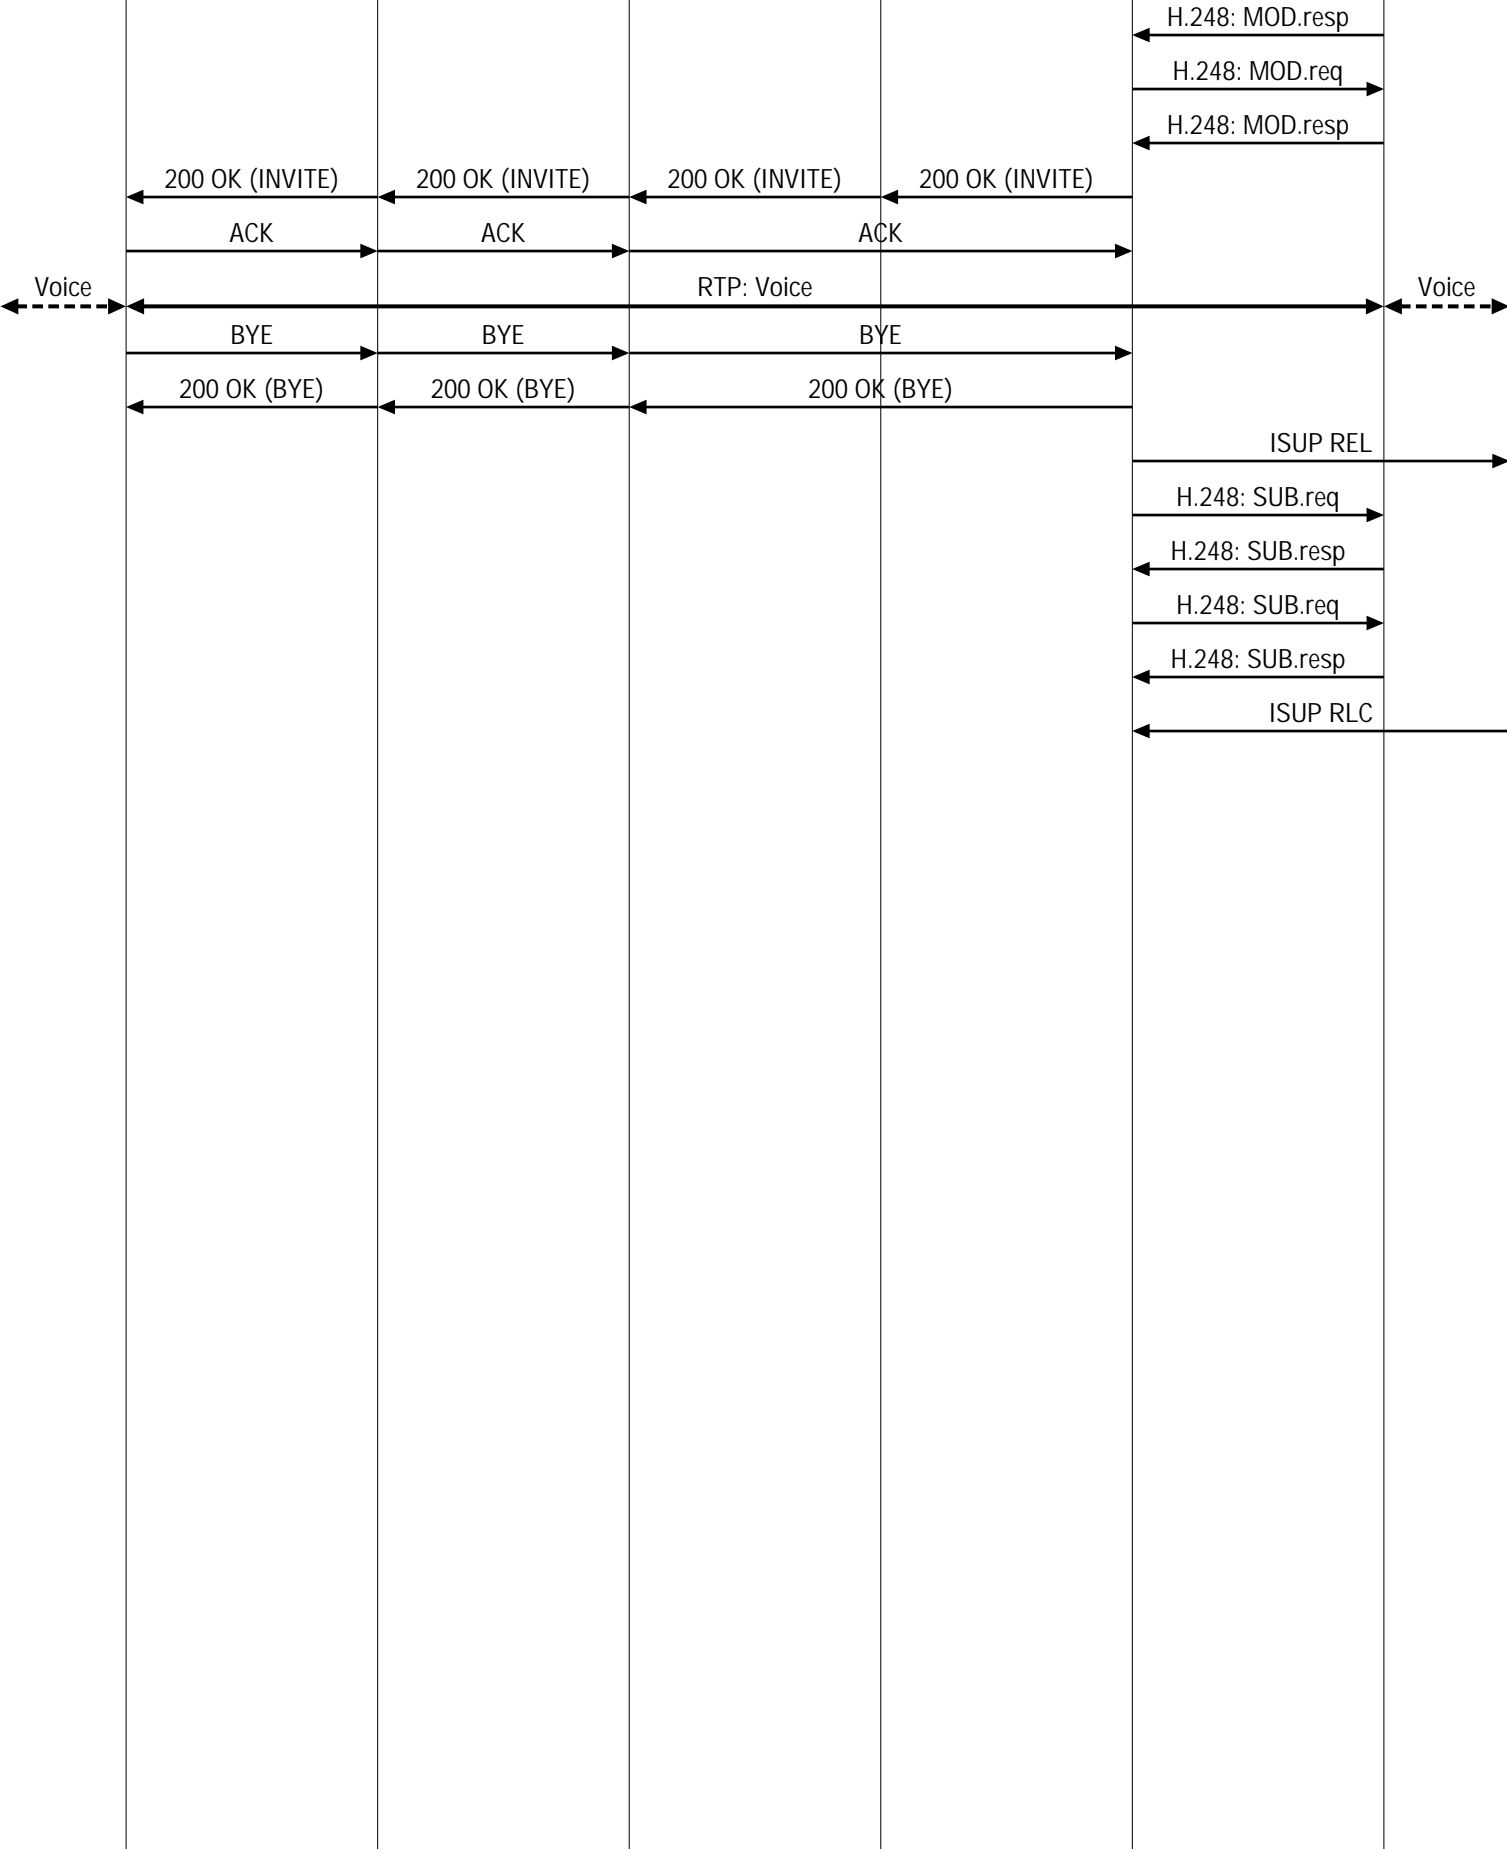 H.248: MOD.resp
H.248: MOD.req
H.248: MOD.resp
200 OK (INVITE) 200 OK (INVITE) 200 OK (INVITE) 200 OK (INVITE)
ACK ACK ACK
Voice RTP: Voice Voice
BYE BYE BYE
200 OK (BYE) 200 OK (BYE) 200 OK (BYE)
ISUP REL
H.248: SUB.req
H.248: SUB.resp
H.248: SUB.req
H.248: SUB.resp
ISUP RLC